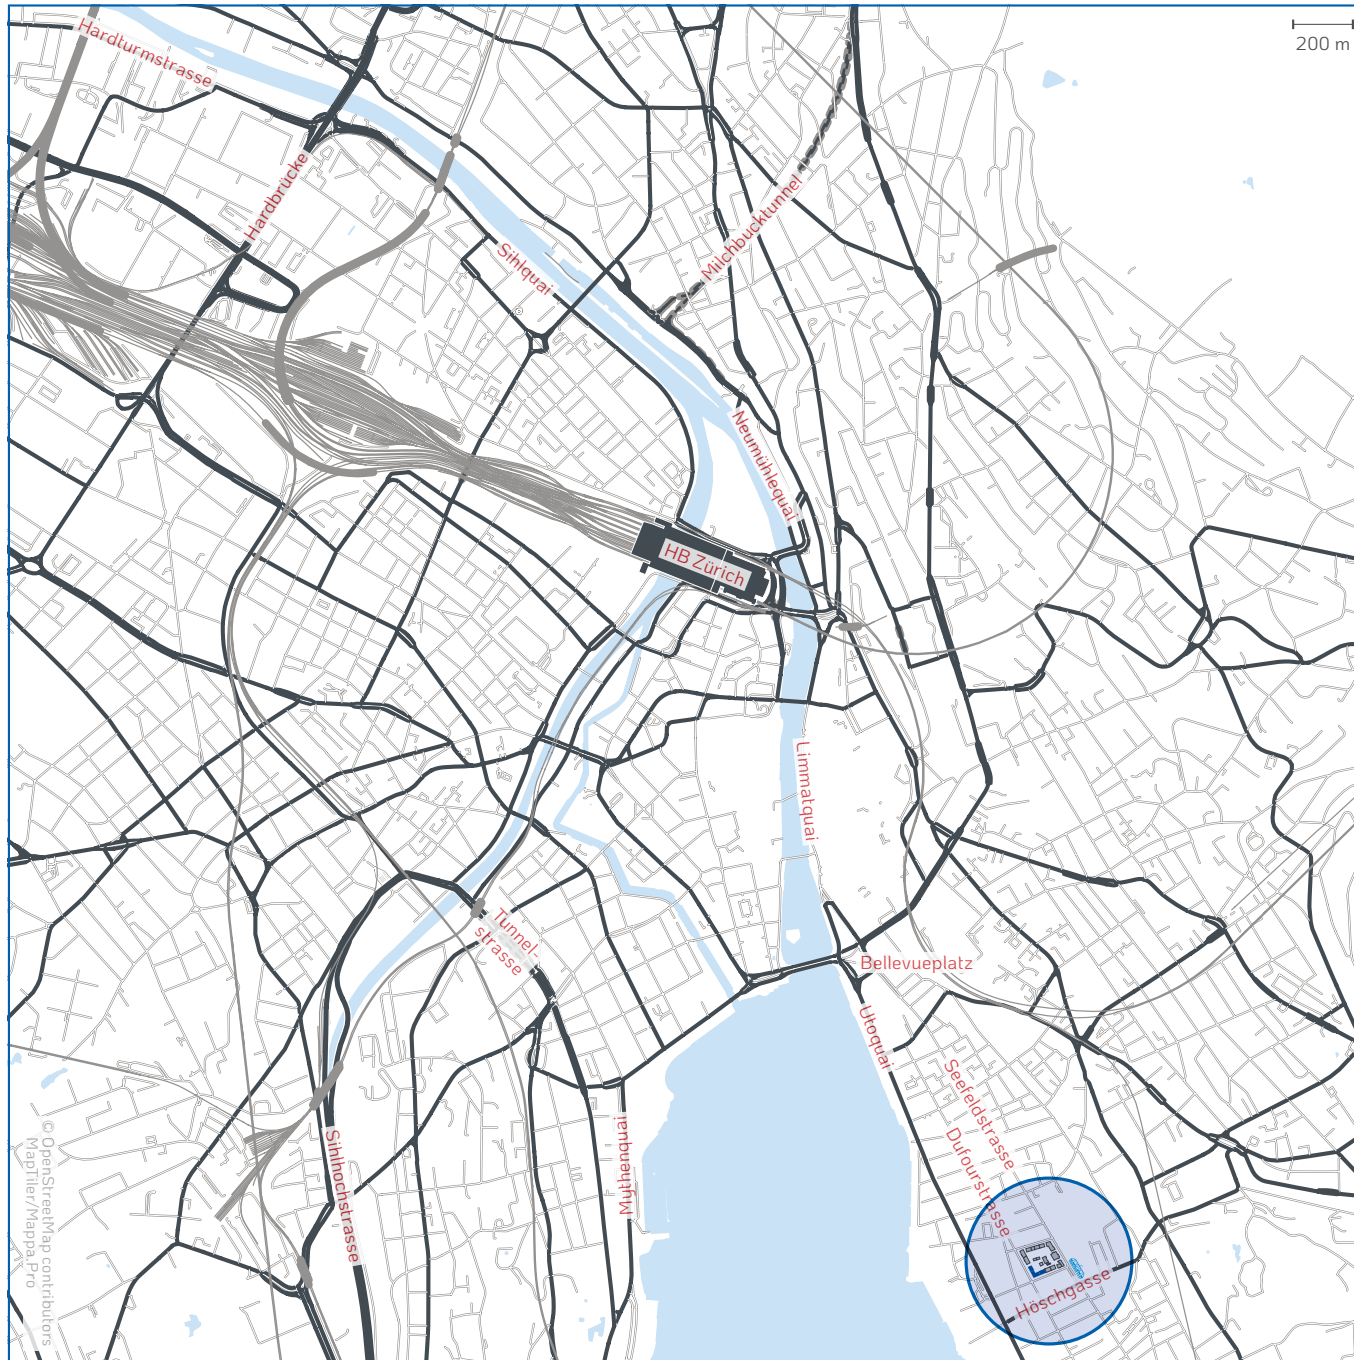 200 m
Hardturmstrasse
Hardbrücke
Milchbucktunnel
Sihlquai
Neumühlequai
HB Zürich
Limmatquai
Tunnel-
strasse
Bellevueplatz
Utoquai
Seefeldstrasse
Dufourstrasse
Mythenquai
Sihlhochstrasse
Höschgasse
© OpenStreetMap contributors
MapTiler/Mappa.Pro